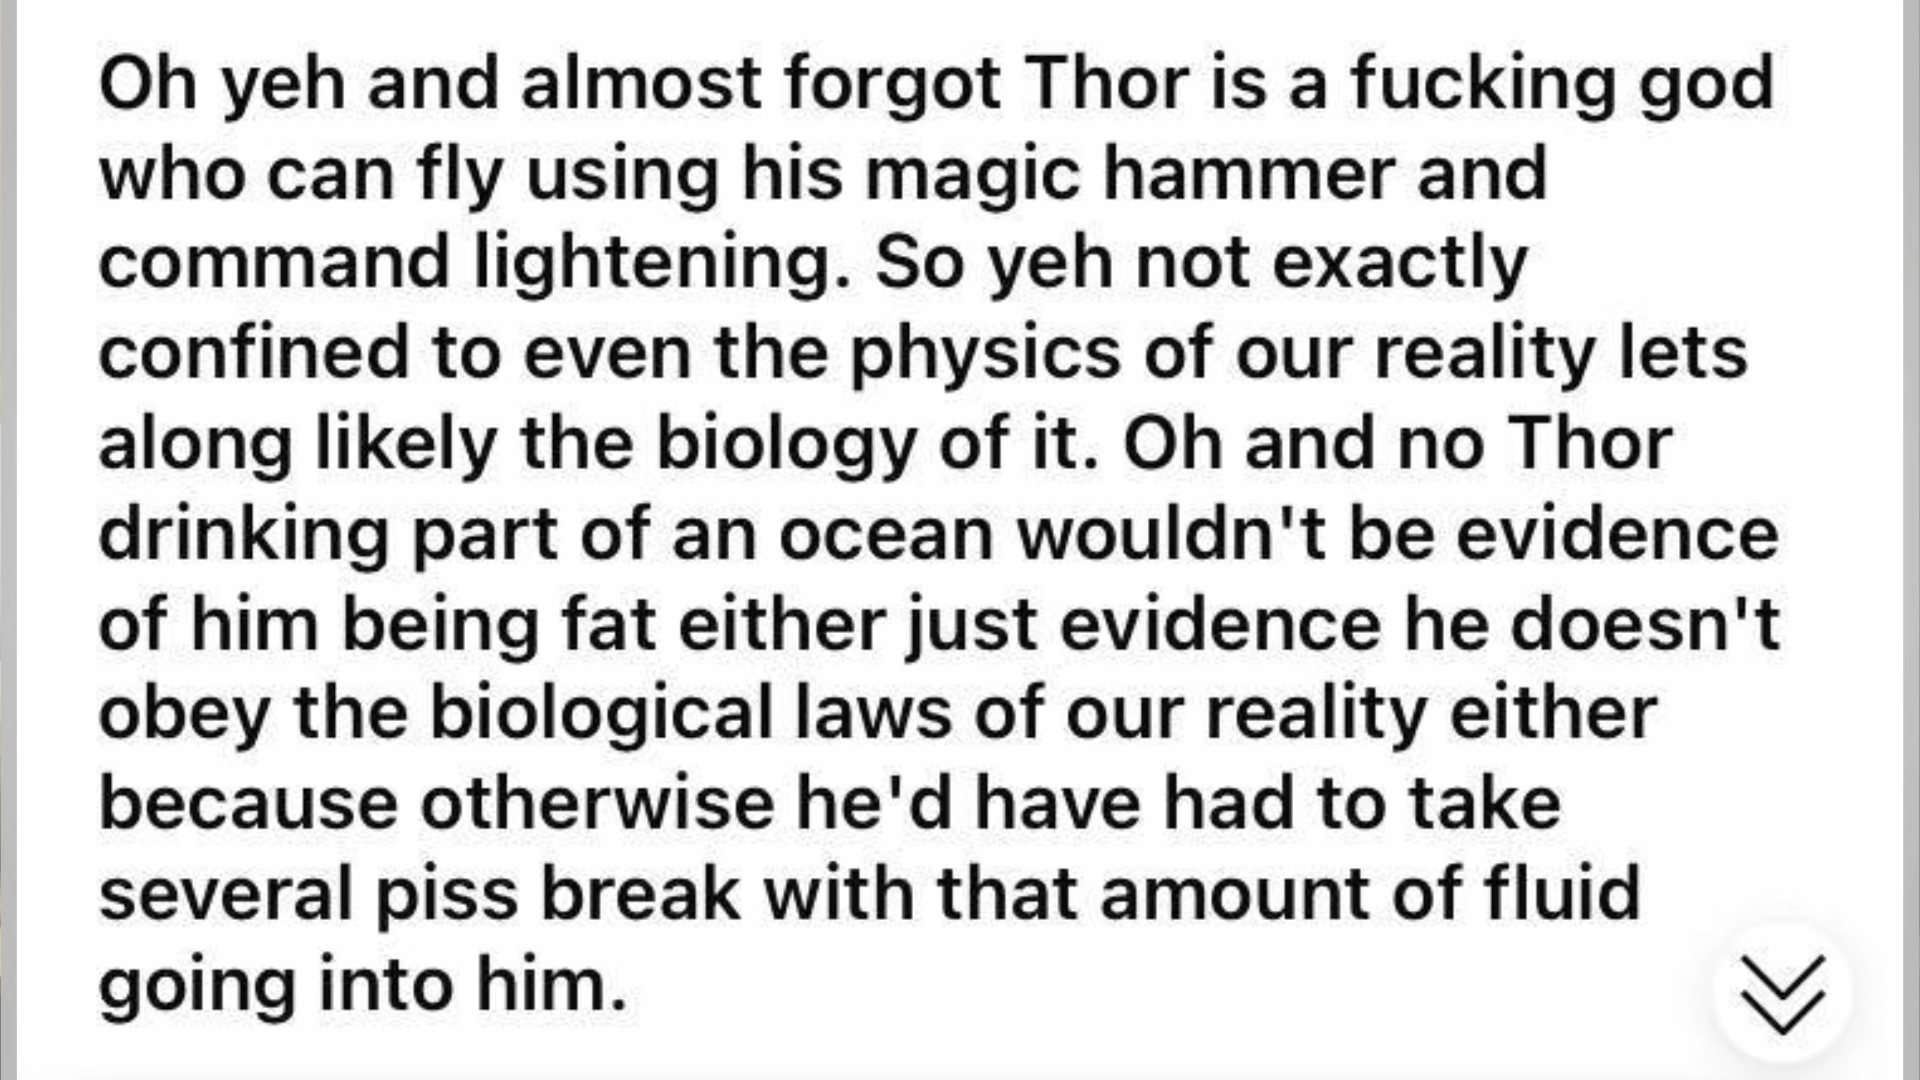 Oh yeh and almost forgot Thor is a fucking god
who can fly using his magic hammer and
command lightening. So yeh not exactly
confined to even the physics of our reality lets
along likely the biology of it. Oh and no Thor
drinking part of an ocean wouldn't be evidence
of him being fat either just evidence he doesn't
obey the biological laws of our reality either
because otherwise he'd have had to take
several piss break with that amount of fluid
going into him.